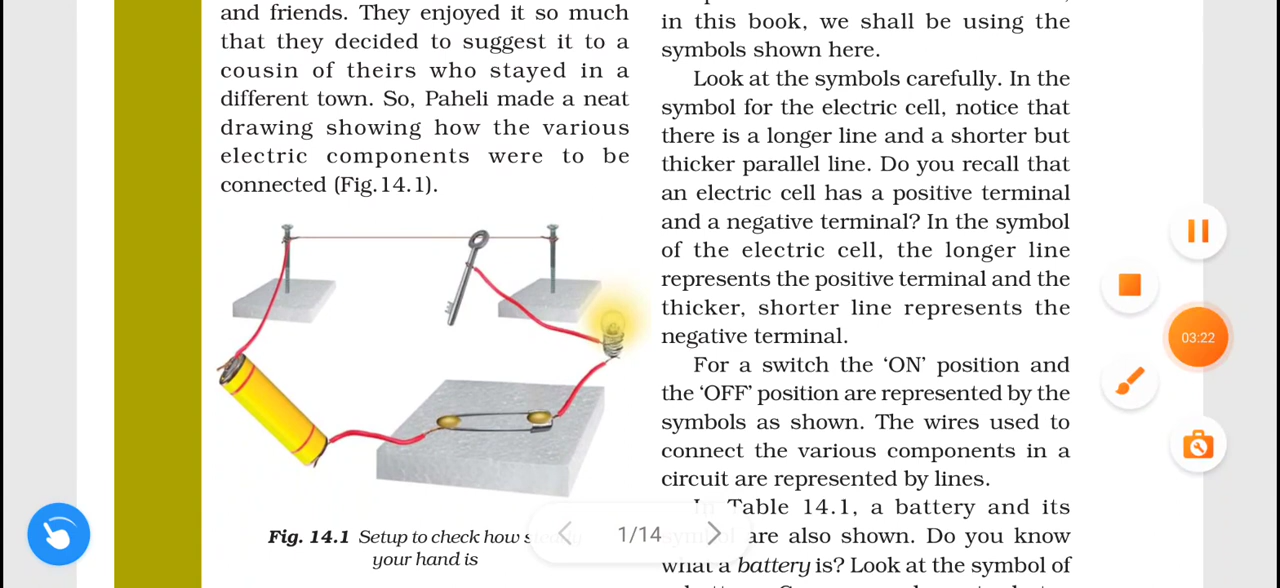 and friends. They enjoyed it so much
that they decided to suggest it to a
cousin of theirs who stayed in a
different town. So, Paheli made a neat
drawing showing how the various
electric components were to be
connected (Fig.14.1).
Fig. 14.1 Setup to check how
your hand is
in this book, we shall be using the
symbols shown here.
Look at the symbols carefully. In the
symbol for the electric cell, notice that
there is a longer line and a shorter but
thicker parallel line. Do you recall that
an electric cell has a positive terminal
and a negative terminal? In the symbol
of the electric cell, the longer line
represents the positive terminal and the
thicker, shorter line represents the
negative terminal.
For a switch the ‘ON’ position and
the ‘OFF’ position are represented by the
symbols as shown. The wires used to
connect the various components in a
circuit are represented by lines.
In Table 14.1, a battery and its
symbol are also shown. Do you know
what a battery is? Look at the symbol of
1/14
03:22